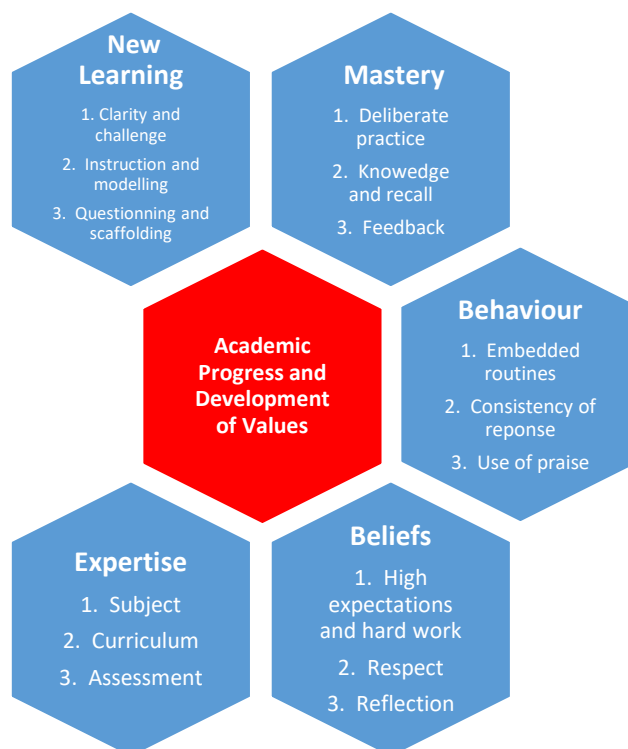 New
Learning
1. Clarity and
challenge
2. Instruction and
modelling
3. Questionning and
scaffolding
Mastery
1. Deliberate
practice
2. Knowedge
and recall
3. Feedback
Behaviour
1. Embedded
routines
2. Consistency of
reponse
3. Use of praise
Academic
Progress and
Development
of Values
Expertise
1. Subject
2. Curriculum
3. Assessment
Beliefs
1. High
expectations
and hard work
2. Respect
3. Reflection